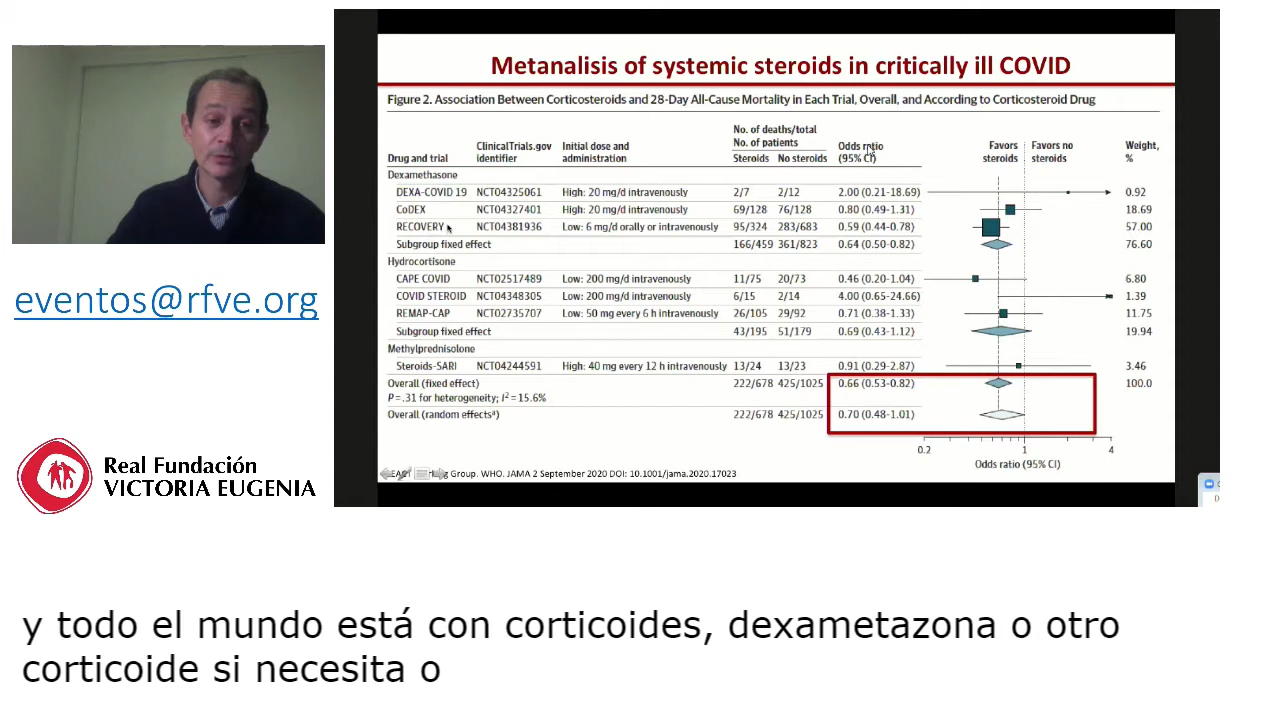 Metanalisis of systemic steroids in critically ill COVID
Figure 2. Association Between Corticosteroids and 28-Day All-Cause Mortality in Each Trial, Overall, and According to Corticosteroid Drug
No. of deaths/total
No. of patients
Drug and trial ClinicalTrials.gov identifier Initial dose and administration Steroids No steroids Odds ratio (95% CI) Favors steroids Favors no steroids Weight, %
Dexamethasone
DEXA-COVID 19 NCT04325061 High: 20 mg/d intravenously 2/7 2/12 2.00 (0.21-18.69) 0.92
CoDEX NCT04327401 High: 20 mg/d intravenously 69/128 76/128 0.80 (0.49-1.31) 18.69
RECOVERY NCT04381936 Low: 6 mg/d orally or intravenously 95/324 283/683 0.59 (0.44-0.78) 57.00
Subgroup fixed effect 166/459 361/823 0.64 (0.50-0.82) 76.60
Hydrocortisone
CAPE COVID NCT02517489 Low: 200 mg/d intravenously 11/75 20/73 0.46 (0.20-1.04) 6.80
COVID STEROID NCT04348305 Low: 200 mg/d intravenously 6/15 2/14 4.00 (0.65-24.66) 1.39
REMAP-CAP NCT02735707 Low: 50 mg every 6 h intravenously 26/105 29/92 0.71 (0.38-1.33) 11.75
Subgroup fixed effect 43/195 51/179 0.69 (0.43-1.12) 19.94
Methylprednisolone
Steroids-SARI NCT04244591 High: 40 mg every 12 h intravenously 13/24 13/23 0.91 (0.29-2.87) 3.46
Overall (fixed effect) 222/678 425/1025 0.66 (0.53-0.82) 100.0
P = .31 for heterogeneity; I² = 15.6%
Overall (random effectsᵃ) 222/678 425/1025 0.70 (0.48-1.01)
0.2 1 4
Odds ratio (95% CI)
Group. WHO. JAMA 2 September 2020 DOI: 10.1001/jama.2020.17023
eventos@rfve.org
Real Fundación
VICTORIA EUGENIA
y todo el mundo está con corticoides, dexametazona o otro
corticoide si necesita o